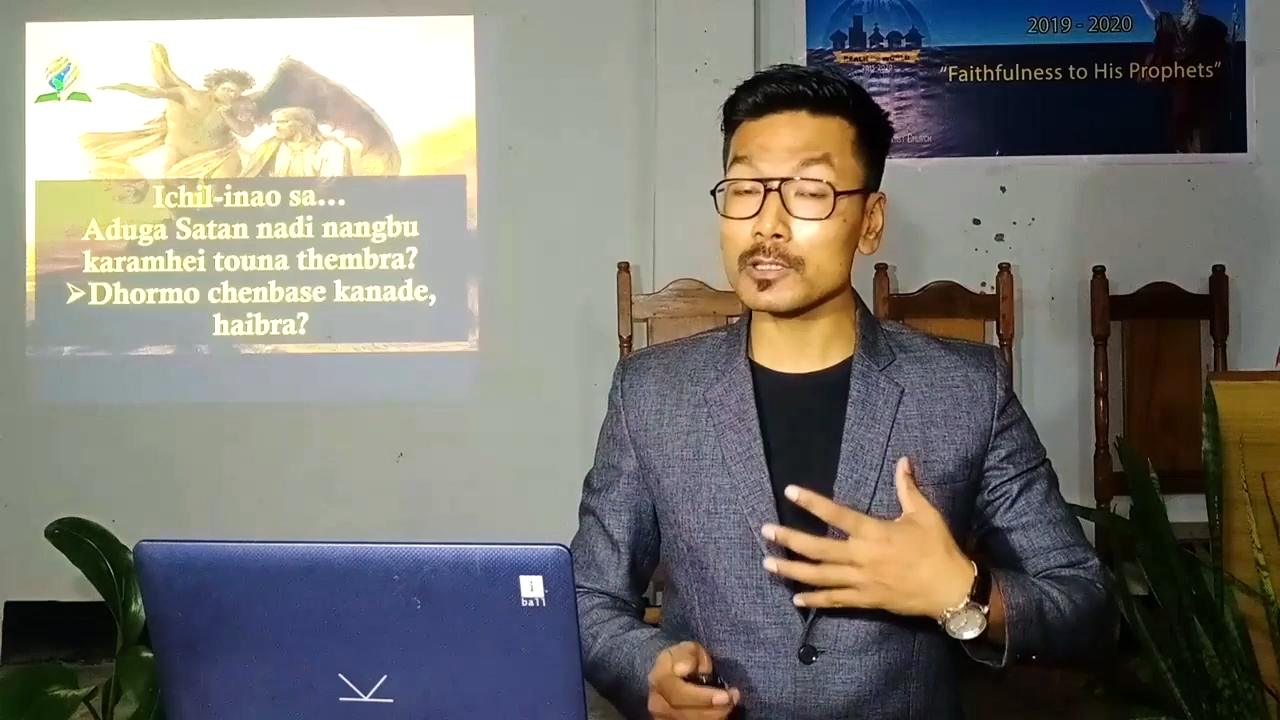 Ichil-inao sa...
Aduga Satan nadi nangbu
karamhei touna thembra?
➢Dhormo chenbase kanade,
haibra?
2019 - 2020
"Faithfulness to His Prophets"
i
ball